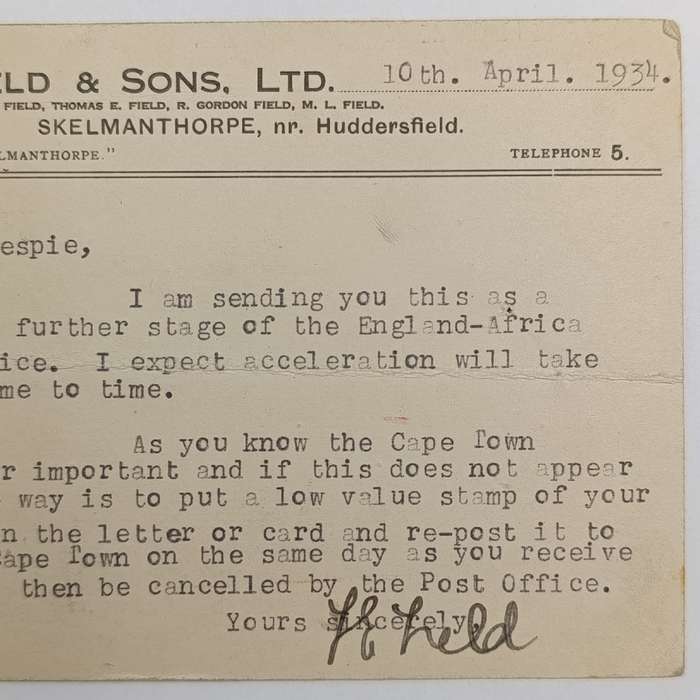 ELD & SONS, LTD. 10th. April. 1934.
FIELD, THOMAS E. FIELD, R. GORDON FIELD, M. L. FIELD.
SKELMANTHORPE, nr. Huddersfield.
LMANTHORPE." TELEPHONE 5.
espie,
I am sending you this as a
further stage of the England-Africa
ice. I expect acceleration will take
me to time.
As you know the Cape Town
r important and if this does not appear
way is to put a low value stamp of your
n the letter or card and re-post it to
Cape Town on the same day as you receive
then be cancelled by the Post Office.
Yours sincerely,
Field